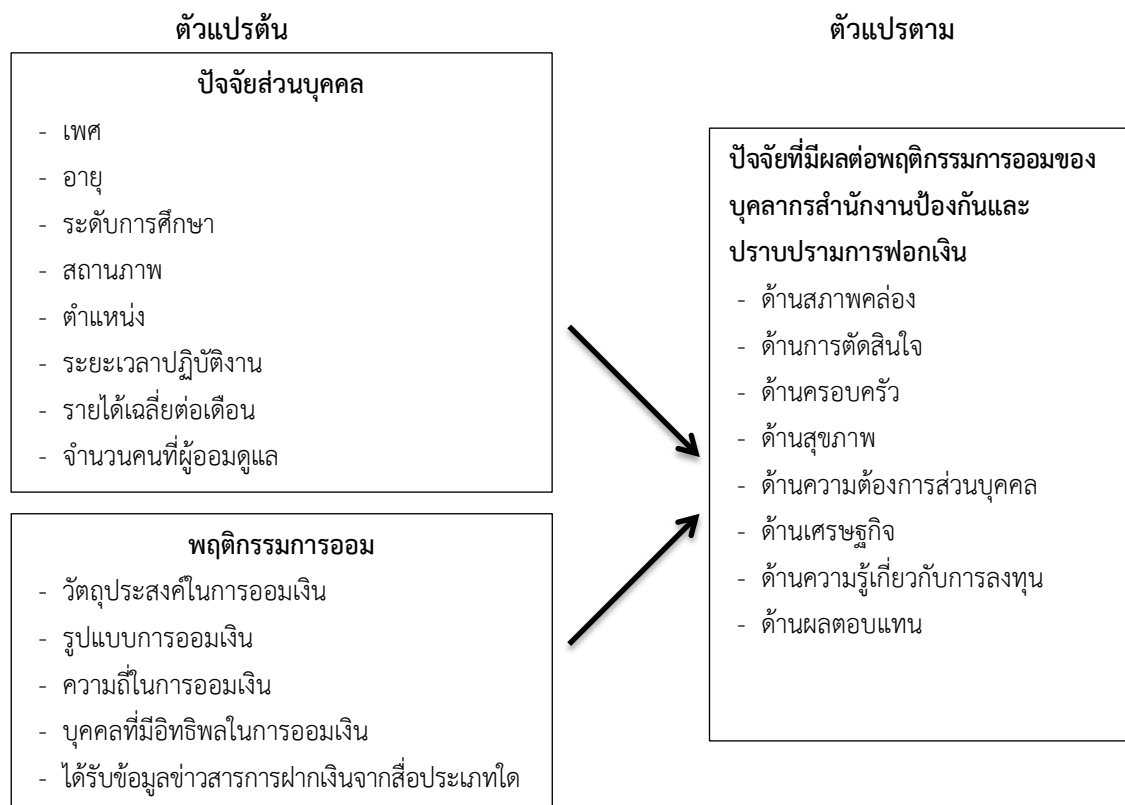 ตัวแปรต้น
ปัจจัยส่วนบุคคล
- เพศ
- อายุ
- ระดับการศึกษา
- สถานภาพ
- ตำแหน่ง
- ระยะเวลาปฏิบัติงาน
- รายได้เฉลี่ยต่อเดือน
- จำนวนคนที่ผู้ออมดูแล
พฤติกรรมการออม
- วัตถุประสงค์ในการออมเงิน
- รูปแบบการออมเงิน
- ความถี่ในการออมเงิน
- บุคคลที่มีอิทธิพลในการออมเงิน
- ได้รับข้อมูลข่าวสารการฝากเงินจากสื่อประเภทใด
ตัวแปรตาม
ปัจจัยที่มีผลต่อพฤติกรรมการออมของ
บุคลากรสำนักงานป้องกันและ
ปราบปรามการฟอกเงิน
- ด้านสภาพคล่อง
- ด้านการตัดสินใจ
- ด้านครอบครัว
- ด้านสุขภาพ
- ด้านความต้องการส่วนบุคคล
- ด้านเศรษฐกิจ
- ด้านความรู้เกี่ยวกับการลงทุน
- ด้านผลตอบแทน